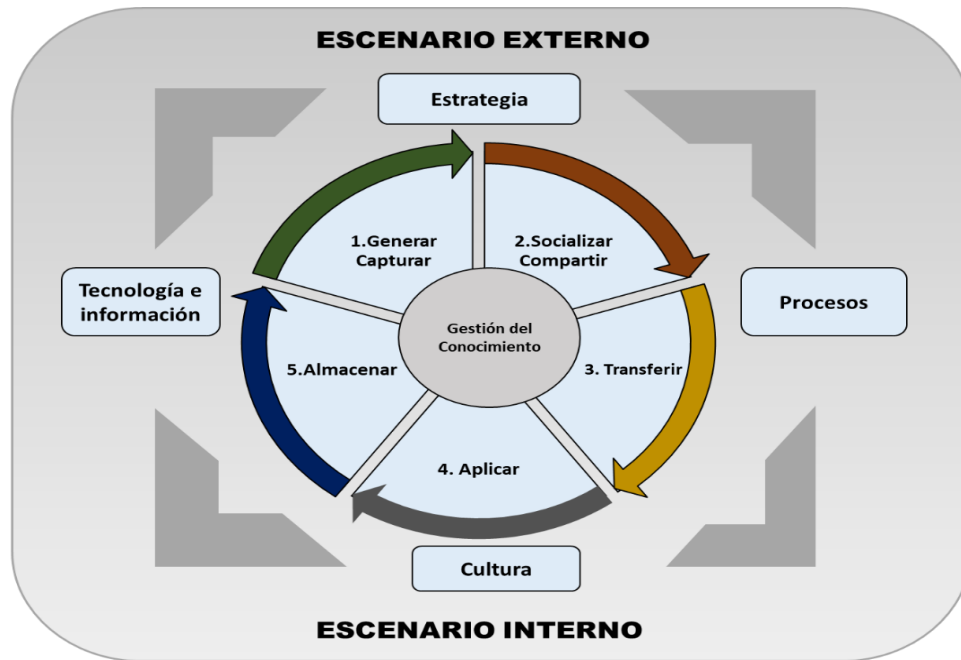 ESCENARIO EXTERNO
Estrategia
1.Generar
Capturar
2.Socializar
Compartir
Tecnología e
información
Gestión del
Conocimiento
Procesos
5.Almacenar
3. Transferir
4. Aplicar
Cultura
ESCENARIO INTERNO